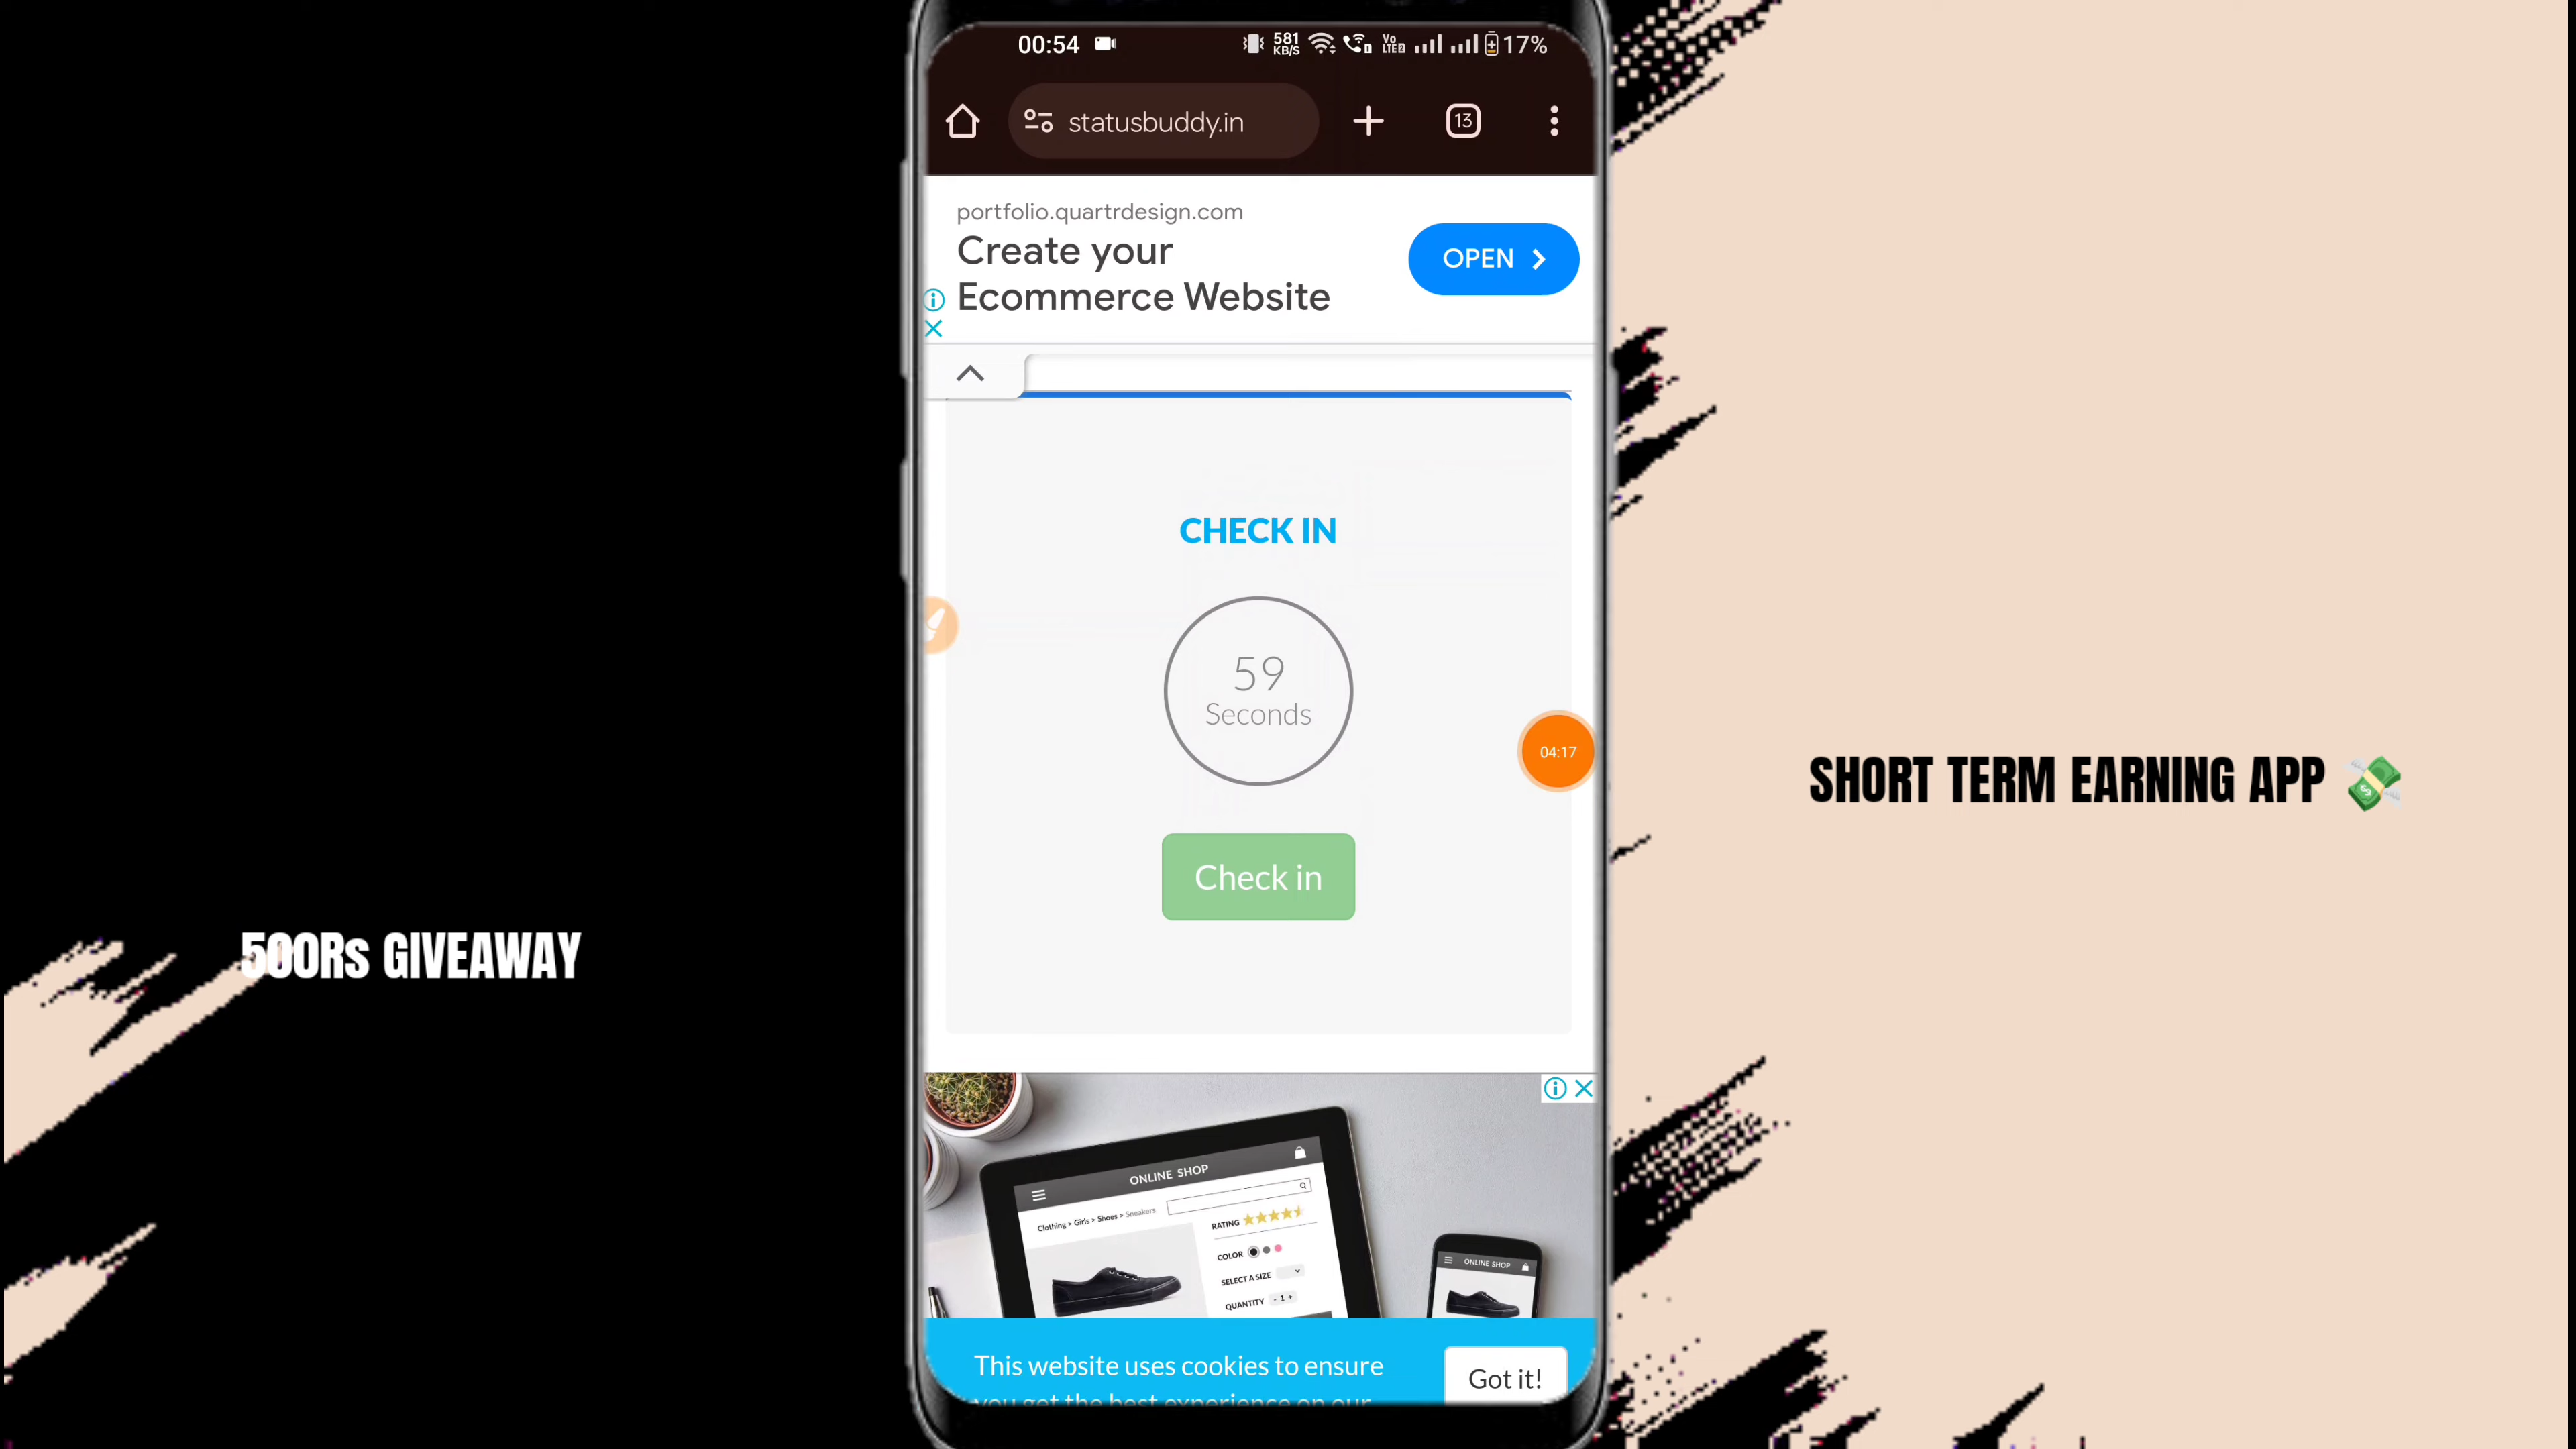 00:54
581
KB/S
Vo
LTE2
17%
statusbuddy.in
13
portfolio.quartrdesign.com
Create your
Ecommerce Website
OPEN
CHECK IN
59
Seconds
04:17
Check in
SHORT TERM EARNING APP 💸
500Rs GIVEAWAY
ONLINE SHOP
Clothing > Girls > Shoes > Sneakers
RATING
COLOR
SELECT A SIZE
QUANTITY - 1 +
ONLINE SHOP
This website uses cookies to ensure
you get the best experience on our
Got it!